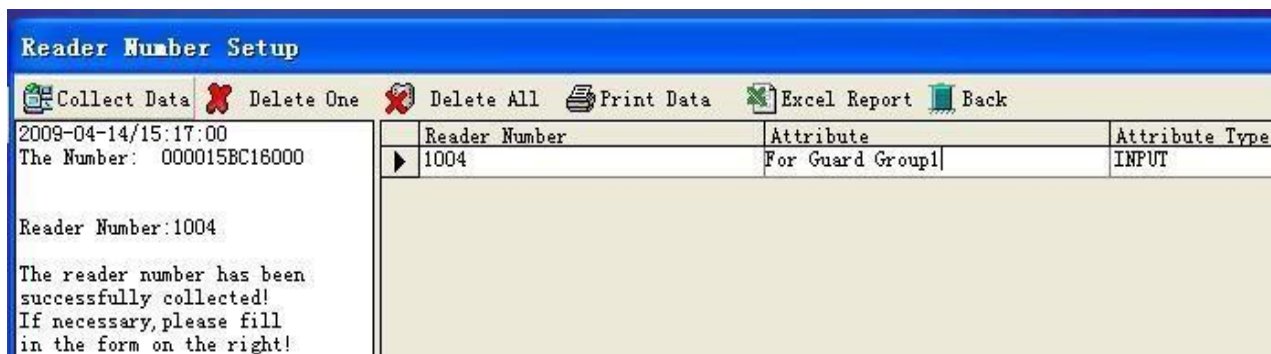 Reader Number Setup
Collect Data Delete One Delete All Print Data Excel Report Back
2009-04-14/15:17:00
The Number: 000015BC16000
Reader Number:1004
The reader number has been
successfully collected!
If necessary,please fill
in the form on the right!
Reader Number Attribute Attribute Type
1004 For Guard Group1 INPUT